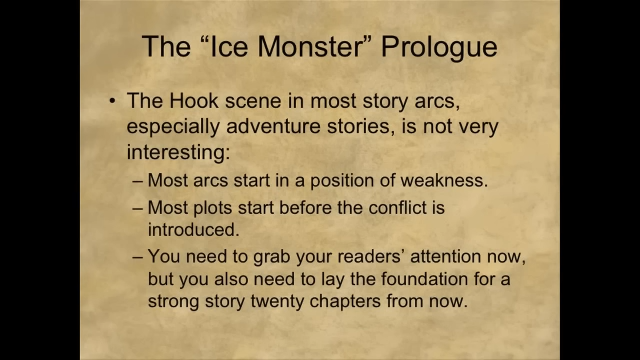 The “Ice Monster” Prologue
• The Hook scene in most story arcs,
especially adventure stories, is not very
interesting:
– Most arcs start in a position of weakness.
– Most plots start before the conflict is
introduced.
– You need to grab your readers’ attention now,
but you also need to lay the foundation for a
strong story twenty chapters from now.